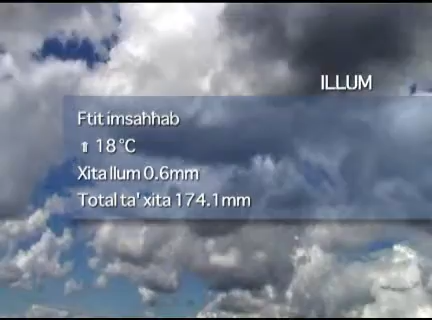 ILLUM
Ftit imsaħħab
⇑ 18°C
Xita llum 0.6mm
Total ta' xita 174.1mm